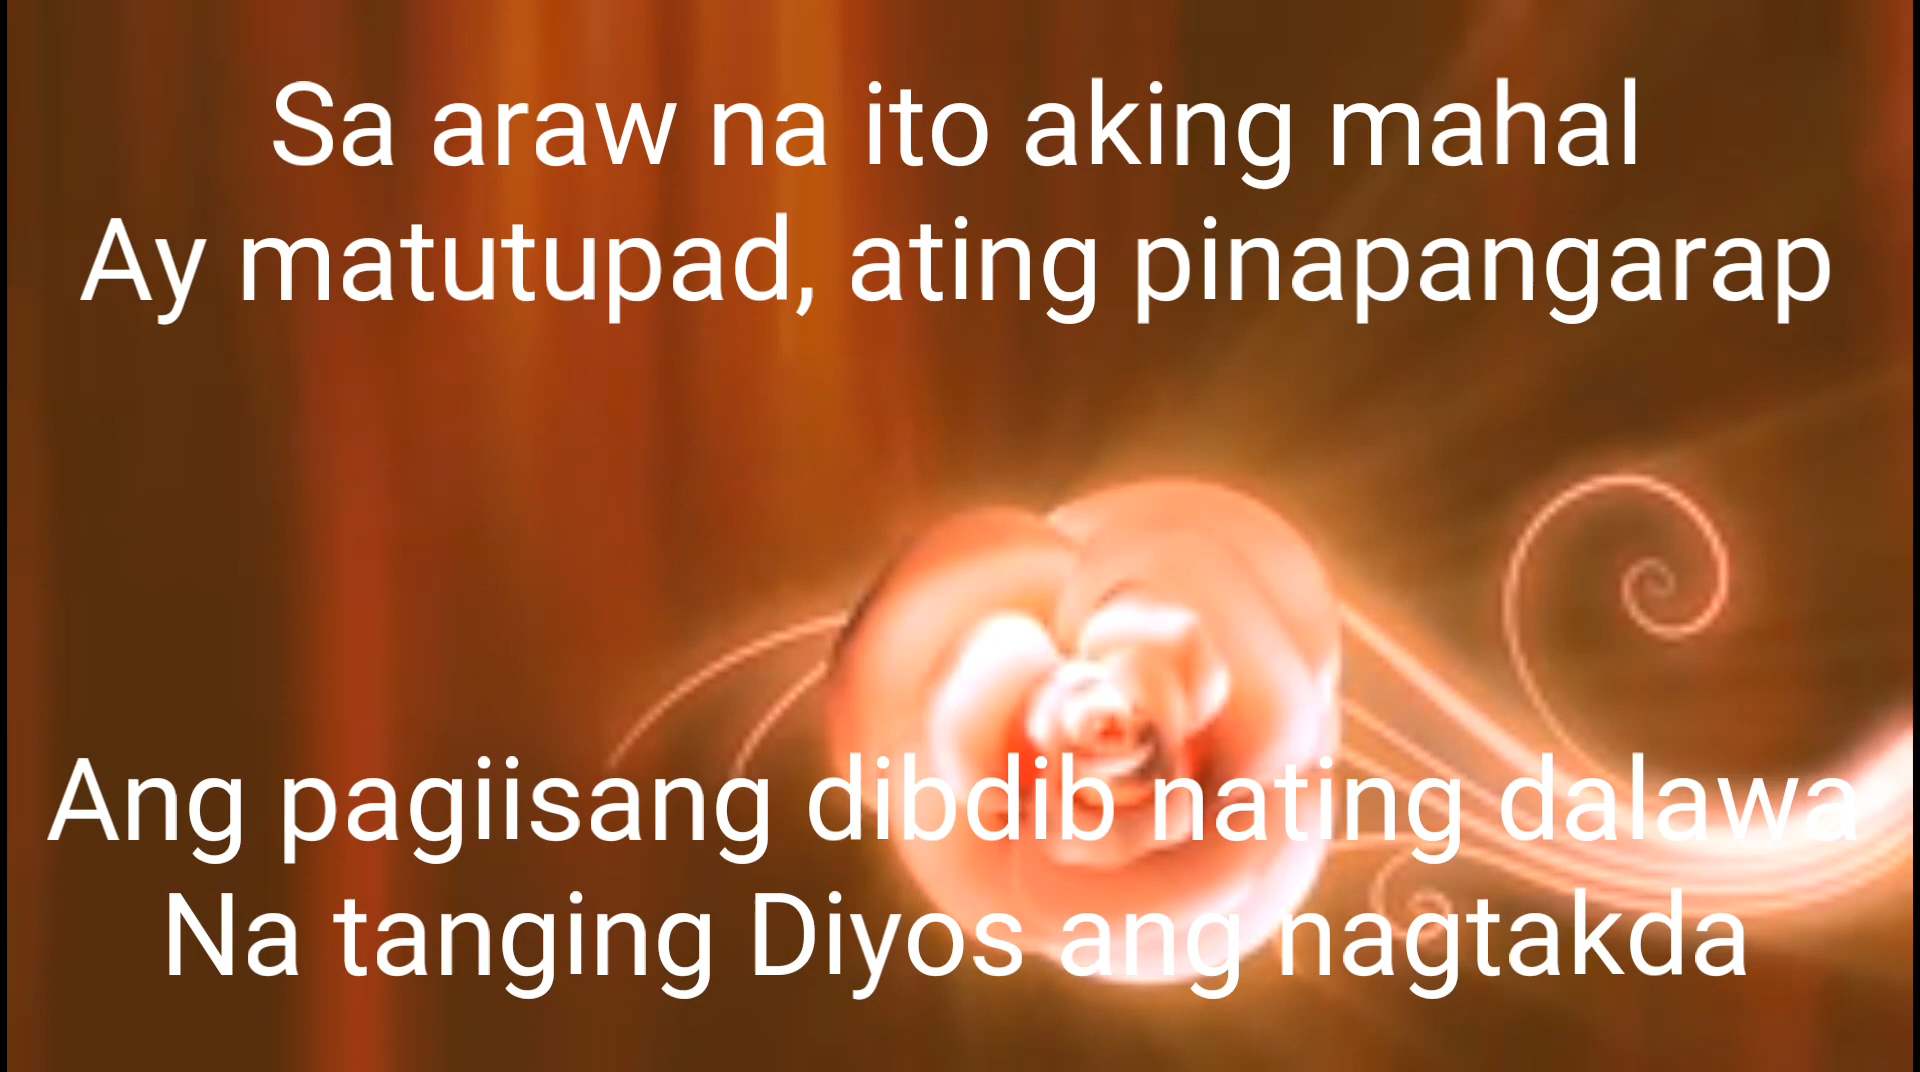 Sa araw na ito aking mahal
Ay matutupad, ating pinapangarap
Ang pagiisang dibdib nating dalawa
Na tanging Diyos ang nagtakda